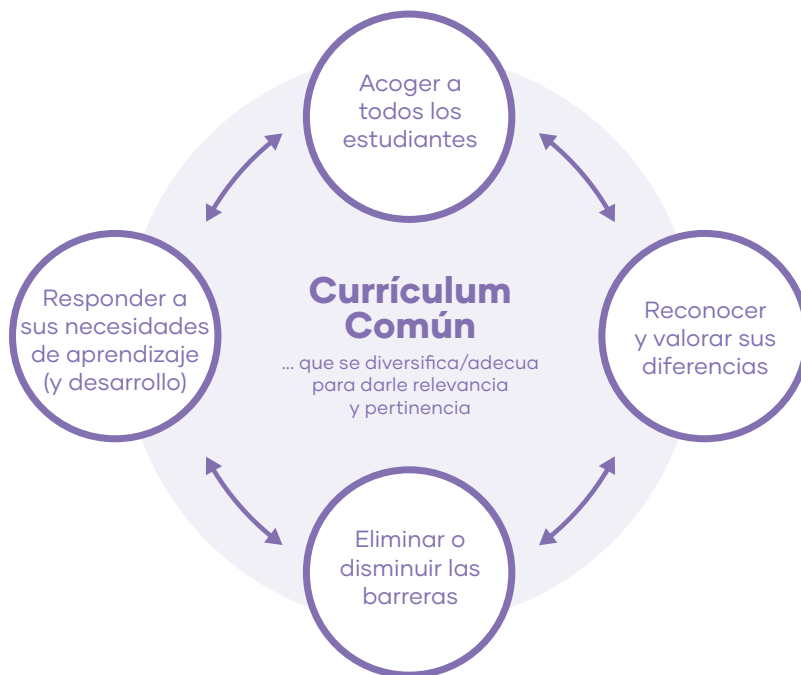 Acoger a
todos los
estudiantes
Responder a
sus necesidades
de aprendizaje
(y desarrollo)
Currículum
Común
... que se diversifica/adecua
para darle relevancia
y pertinencia
Reconocer
y valorar sus
diferencias
Eliminar o
disminuir las
barreras